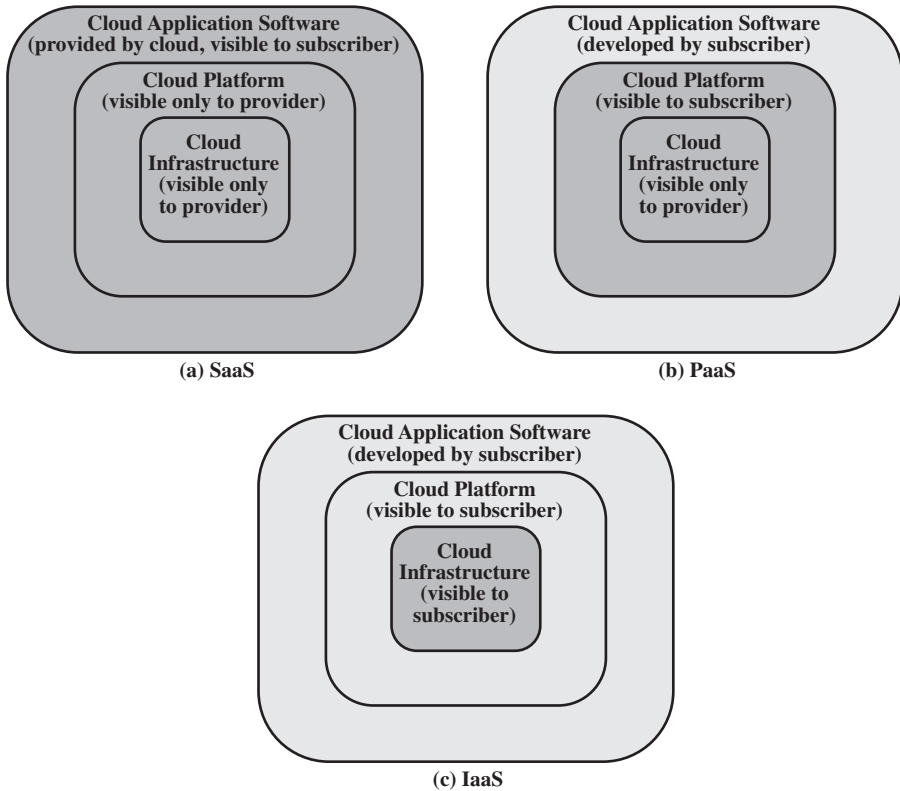 Cloud Application Software
(provided by cloud, visible to subscriber)
Cloud Platform
(visible only to provider)
Cloud
Infrastructure
(visible only
to provider)
(a) SaaS
Cloud Application Software
(developed by subscriber)
Cloud Platform
(visible to subscriber)
Cloud
Infrastructure
(visible only
to provider)
(b) PaaS
Cloud Application Software
(developed by subscriber)
Cloud Platform
(visible to subscriber)
Cloud
Infrastructure
(visible to
subscriber)
(c) IaaS